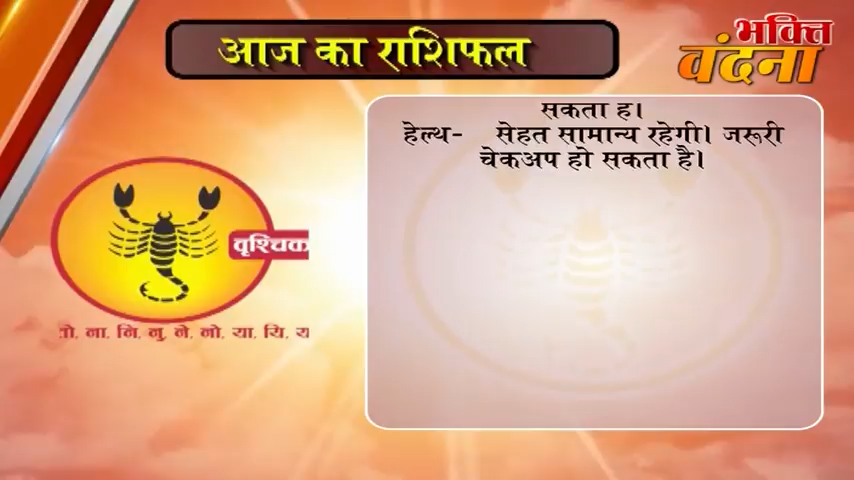 आज का राशिफल
भक्ति
वंदना
सकता ह।
हेल्थ- सेहत सामान्य रहेगी। जरूरी
चेकअप हो सकता है।
वृश्चिक
ना, नि, नु, ने, नो, या, यि,